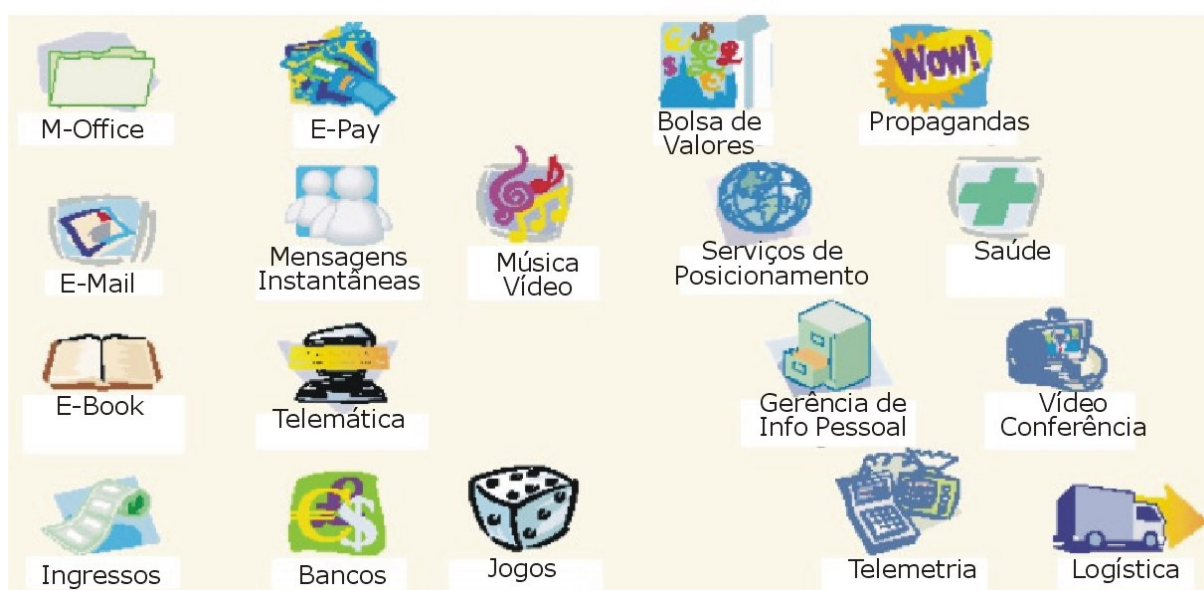 M-Office
E-Pay
Bolsa de
Valores
Wow!
Propagandas
E-Mail
Mensagens
Instantâneas
Música
Vídeo
Serviços de
Posicionamento
Saúde
E-Book
Telemática
Gerência de
Info Pessoal
Vídeo
Conferência
Ingressos
Bancos
Jogos
Telemetria
Logística